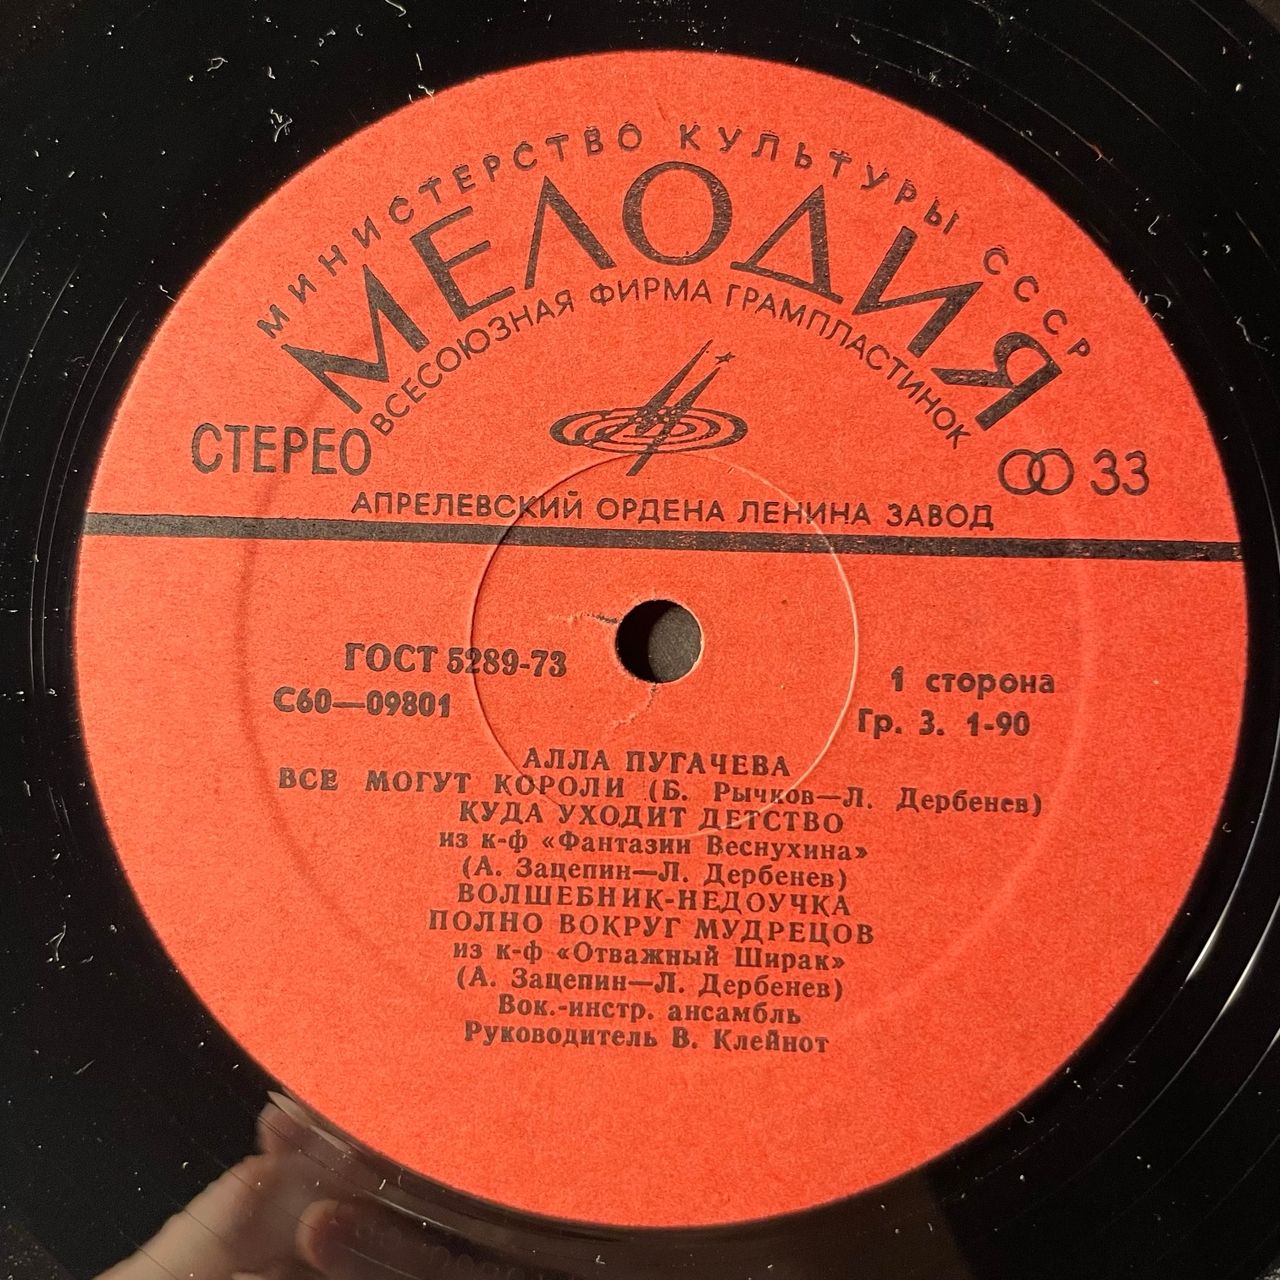 МИНИСТЕРСТВО КУЛЬТУРЫ СССР
МЕЛОДИЯ
ВСЕСОЮЗНАЯ ФИРМА ГРАМПЛАСТИНОК
СТЕРЕО
33
АПРЕЛЕВСКИЙ ОРДЕНА ЛЕНИНА ЗАВОД
ГОСТ 5289-73
С60—09801
1 сторона
Гр. 3. 1-90
АЛЛА ПУГАЧЕВА
ВСЕ МОГУТ КОРОЛИ (Б. Рычков—Л. Дербенев)
КУДА УХОДИТ ДЕТСТВО
из к-ф «Фантазии Веснухина»
(А. Зацепин—Л. Дербенев)
ВОЛШЕБНИК-НЕДОУЧКА
ПОЛНО ВОКРУГ МУДРЕЦОВ
из к-ф «Отважный Ширак»
(А. Зацепин—Л. Дербенев)
Вок.-инстр. ансамбль
Руководитель В. Клейнот